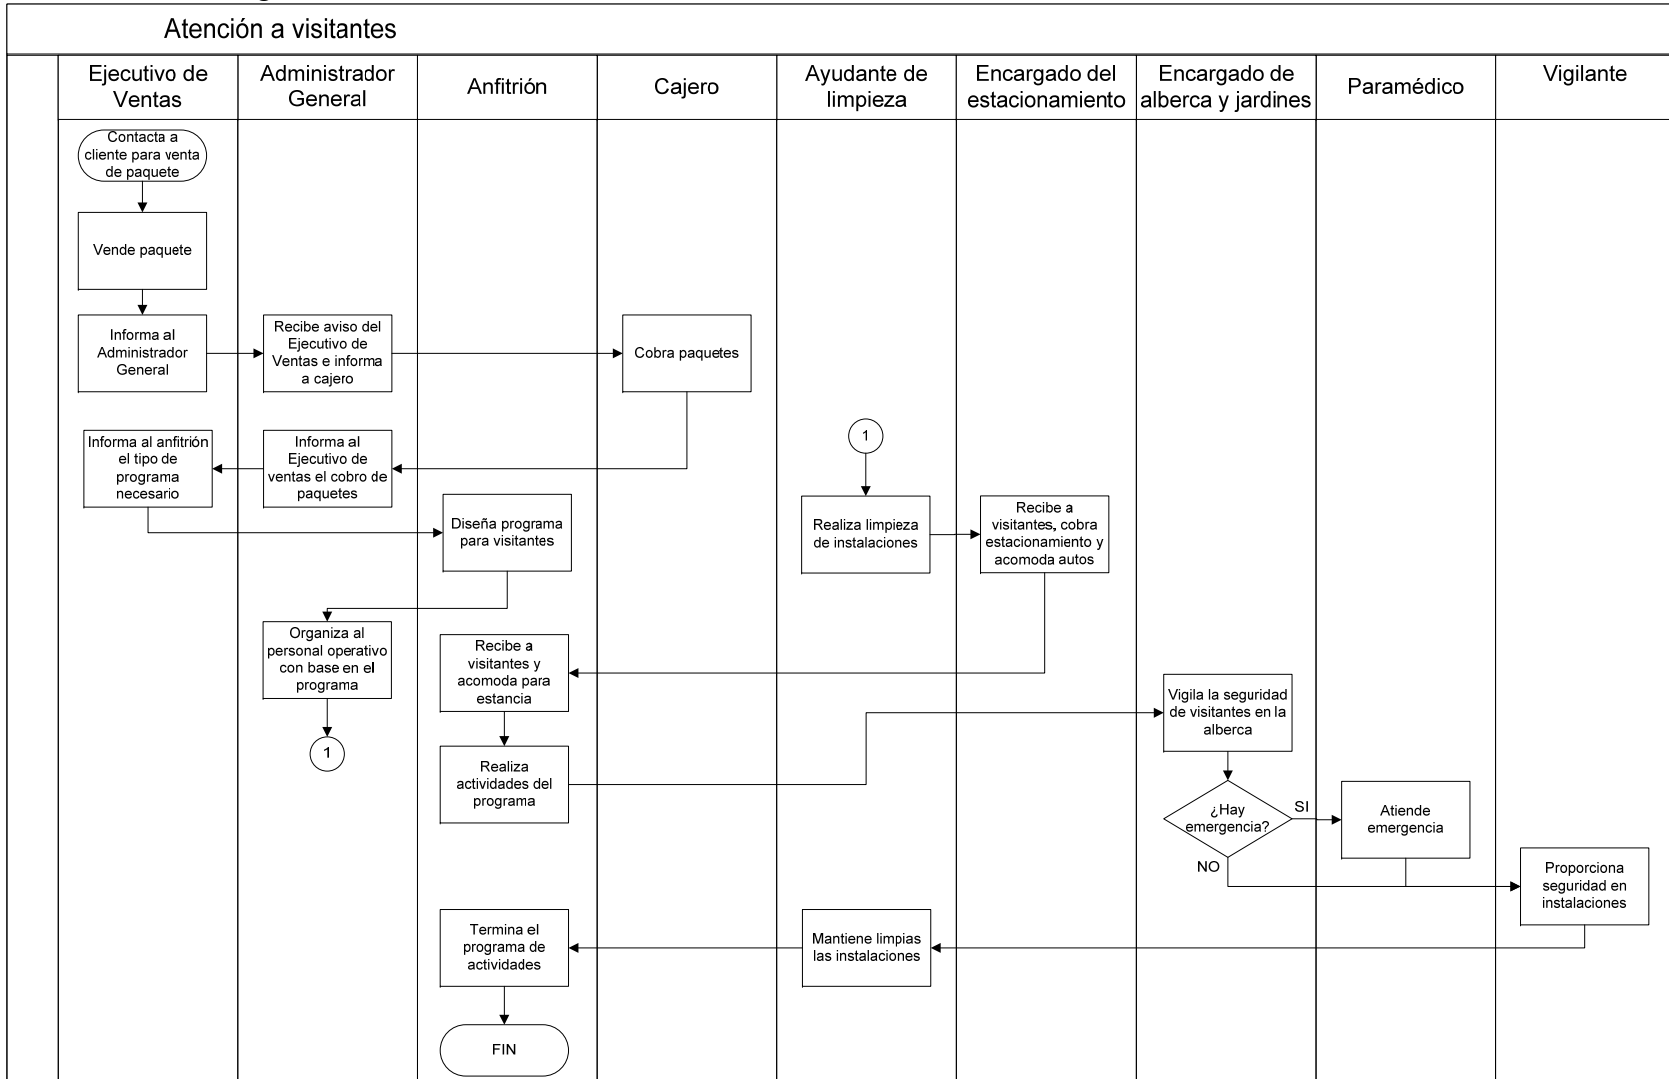 Atención a visitantes
Ejecutivo de
Ventas
Administrador
General
Anfitrión
Cajero
Ayudante de
limpieza
Encargado del
estacionamiento
Encargado de
alberca y jardines
Paramédico
Vigilante
Contacta a
cliente para venta
de paquete
Vende paquete
Informa al
Administrador
General
Recibe aviso del
Ejecutivo de
Ventas e informa
a cajero
Cobra paquetes
Informa al anfitrión
el tipo de
programa
necesario
Informa al
Ejecutivo de
ventas el cobro de
paquetes
1
Diseña programa
para visitantes
Realiza limpieza
de instalaciones
Recibe a
visitantes, cobra
estacionamiento y
acomoda autos
Organiza al
personal operativo
con base en el
programa
Recibe a
visitantes y
acomoda para
estancia
Vigila la seguridad
de visitantes en la
alberca
1
Realiza
actividades del
programa
¿Hay
emergencia?
SI
NO
Atiende
emergencia
Proporciona
seguridad en
instalaciones
Termina el
programa de
actividades
Mantiene limpias
las instalaciones
FIN